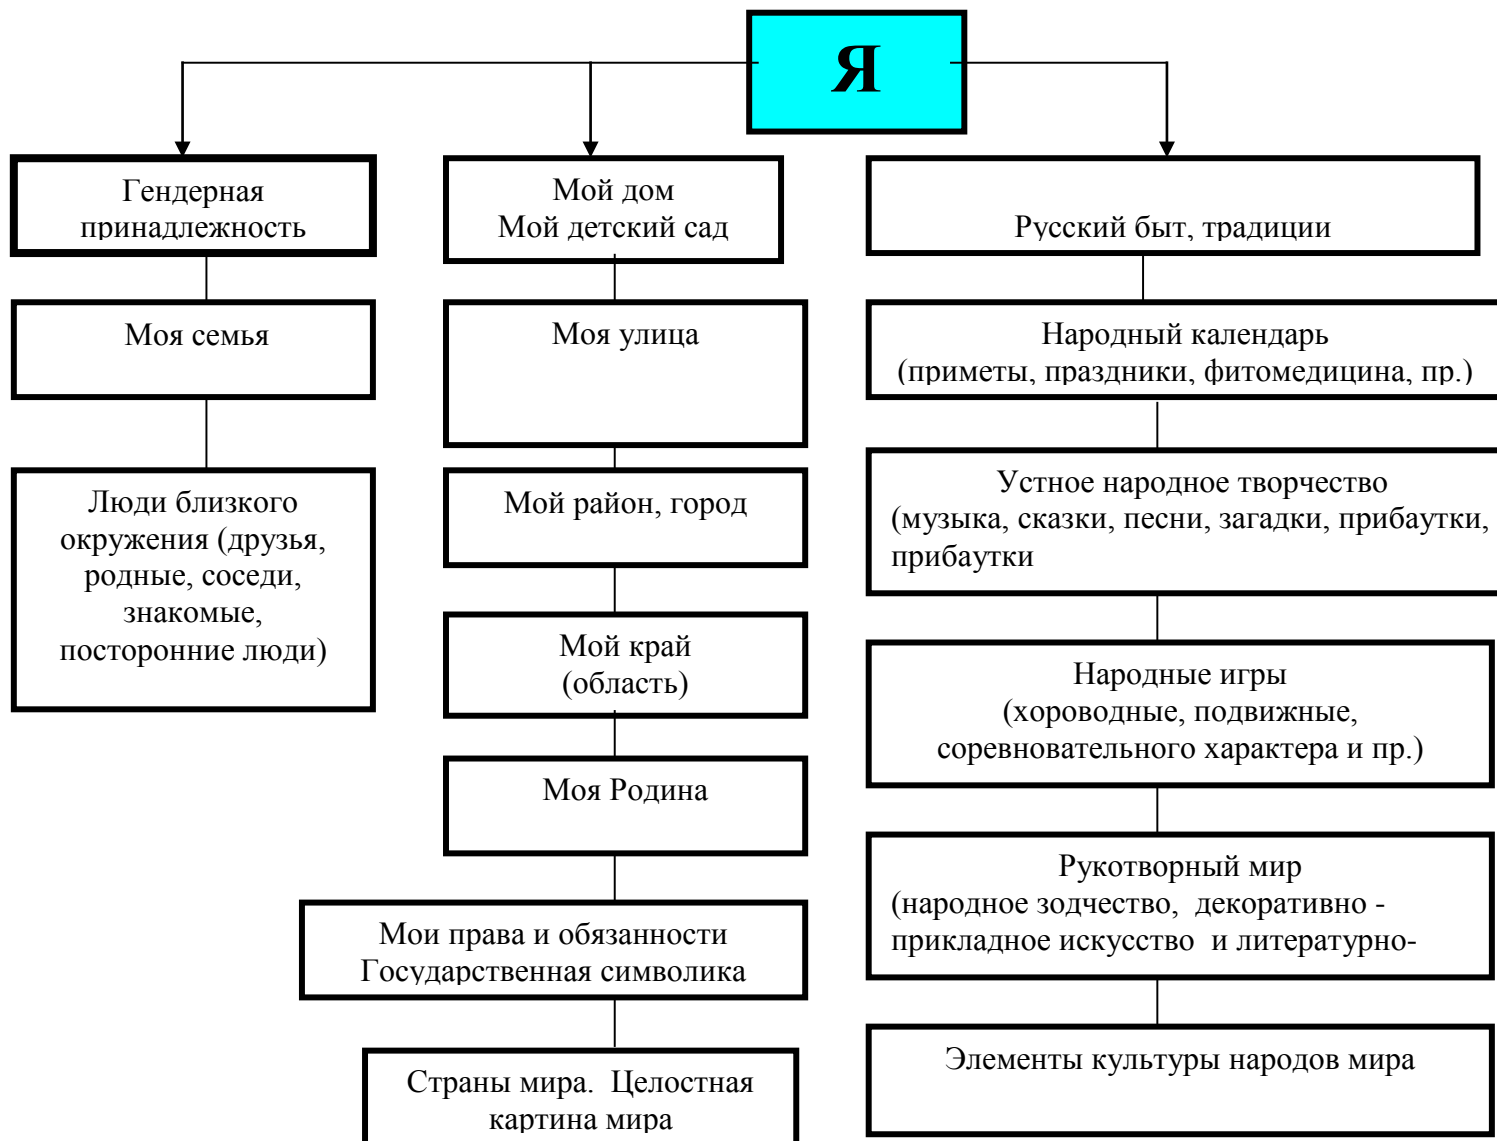 Я
Гендерная
принадлежность
Моя семья
Люди близкого
окружения (друзья,
родные, соседи,
знакомые,
посторонние люди)
Мой дом
Мой детский сад
Моя улица
Мой район, город
Мой край
(область)
Моя Родина
Мои права и обязанности
Государственная символика
Страны мира. Целостная
картина мира
Русский быт, традиции
Народный календарь
(приметы, праздники, фитомедицина, пр.)
Устное народное творчество
(музыка, сказки, песни, загадки, прибаутки,
прибаутки
Народные игры
(хороводные, подвижные,
соревновательного характера и пр.)
Рукотворный мир
(народное зодчество, декоративно -
прикладное искусство и литературно-
Элементы культуры народов мира